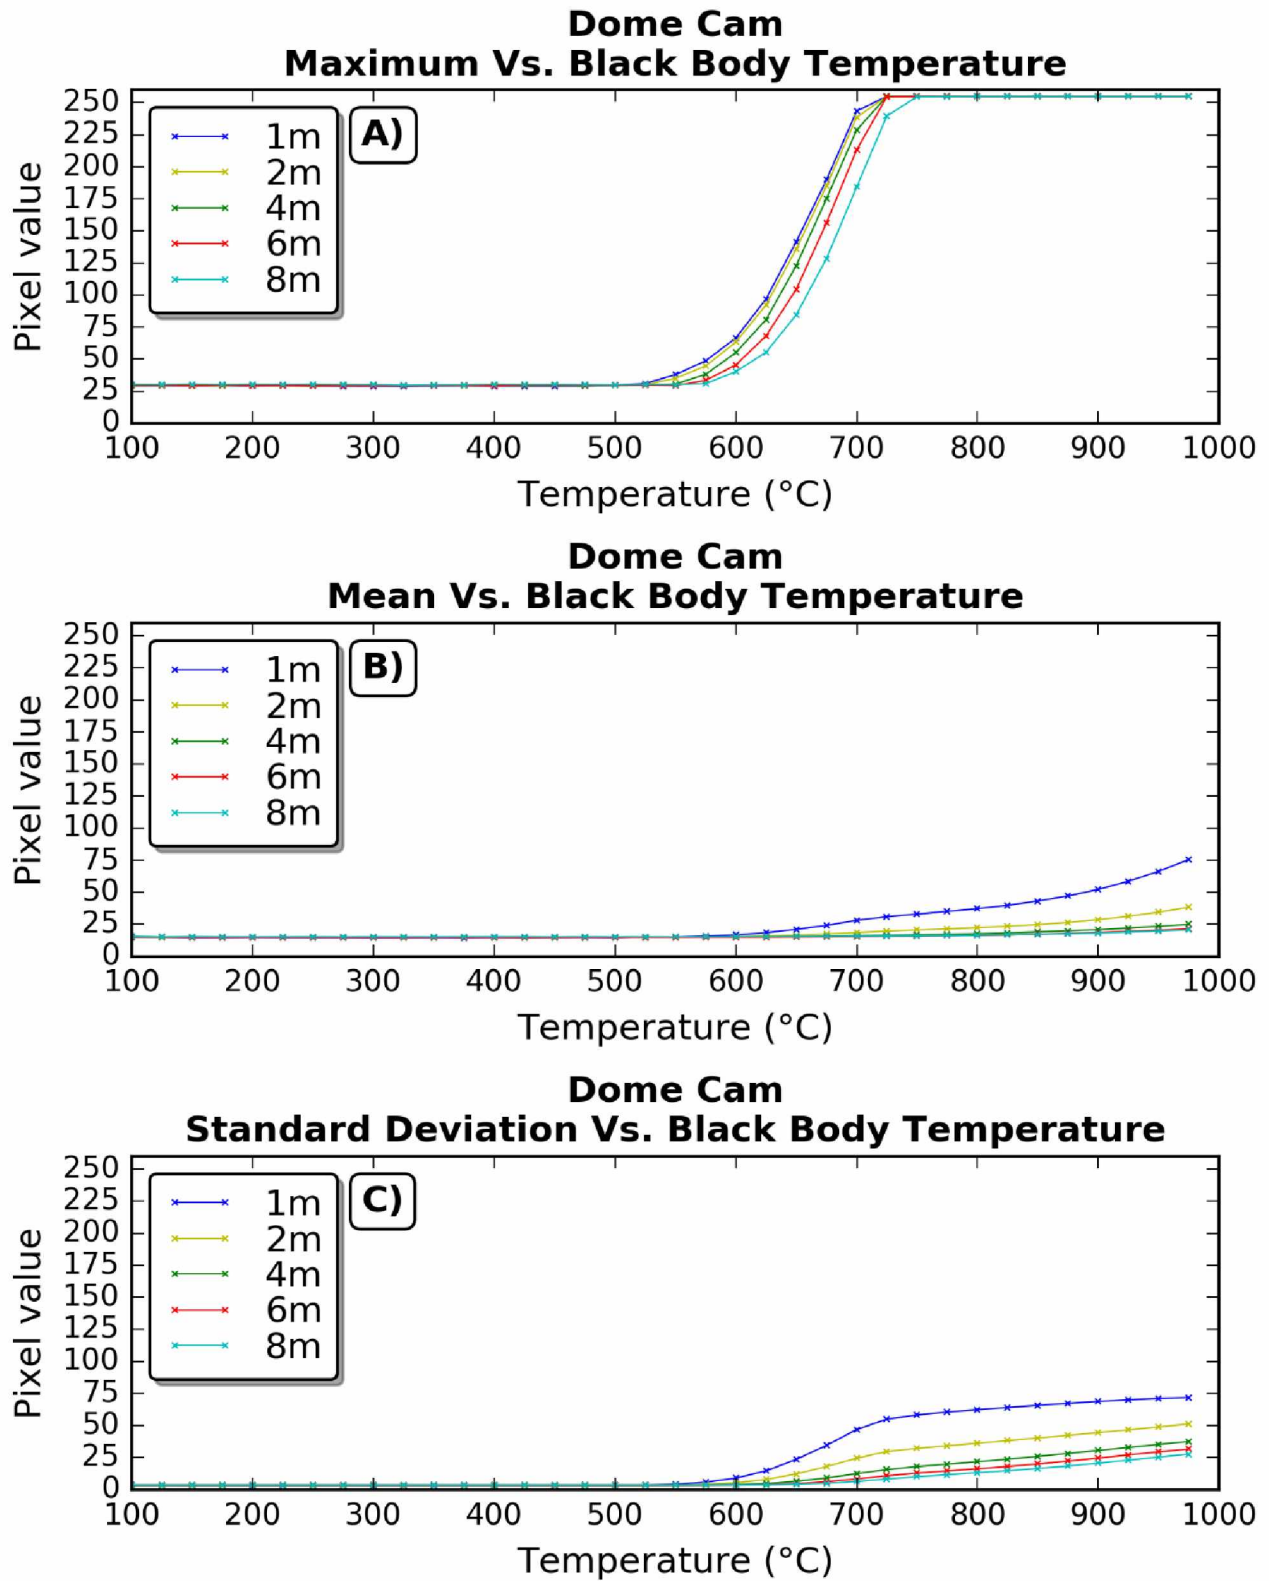 Dome Cam
Maximum Vs. Black Body Temperature
Pixel value
250
225
200
175
150
125
100
75
50
25
0
1m
2m
4m
6m
8m
A)
100 200 300 400 500 600 700 800 900 1000
Temperature (°C)
Dome Cam
Mean Vs. Black Body Temperature
Pixel value
250
225
200
175
150
125
100
75
50
25
0
1m
2m
4m
6m
8m
B)
100 200 300 400 500 600 700 800 900 1000
Temperature (°C)
Dome Cam
Standard Deviation Vs. Black Body Temperature
Pixel value
250
225
200
175
150
125
100
75
50
25
0
1m
2m
4m
6m
8m
C)
100 200 300 400 500 600 700 800 900 1000
Temperature (°C)